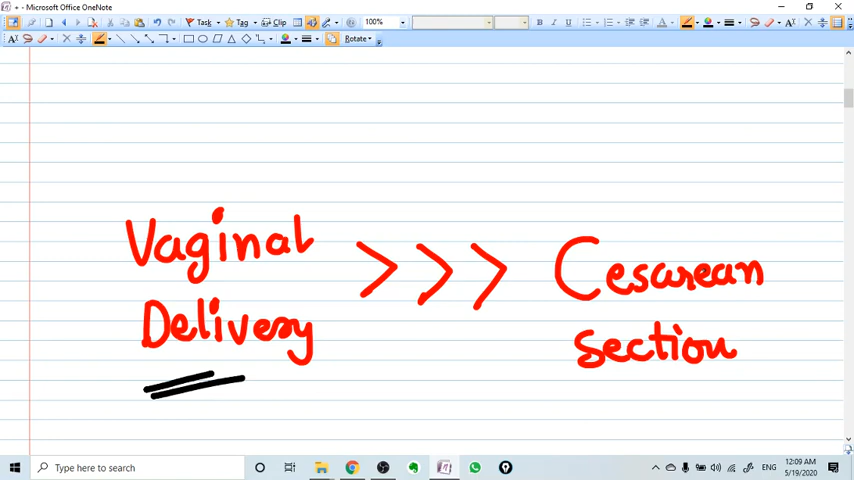 + - Microsoft Office OneNote
Task Tag Clip 100% B I U A
A Rotate
Vaginal >>> Cesarean
Delivery section
Type here to search
ENG 12:09 AM
5/19/2020